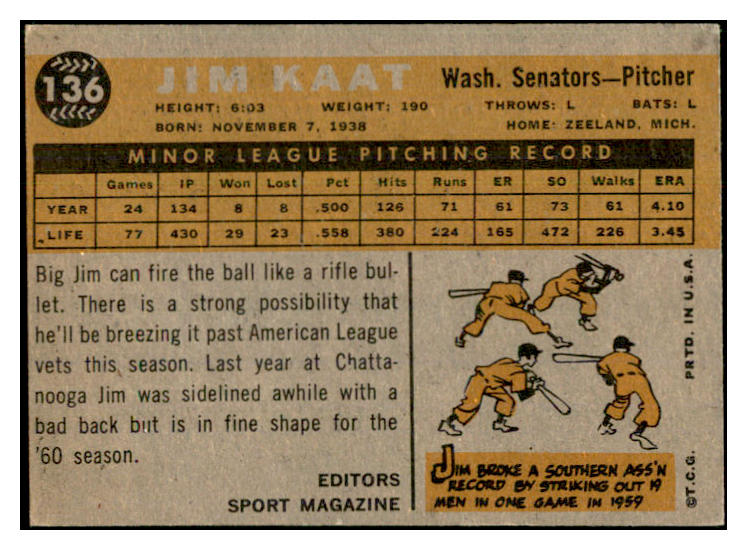 136
JIM KAAT
Wash. Senators—Pitcher
HEIGHT: 6:03 WEIGHT: 190 THROWS: L BATS: L
BORN: NOVEMBER 7, 1938 HOME: ZEELAND, MICH.
MINOR LEAGUE PITCHING RECORD
Games IP Won Lost Pct Hits Runs ER SO Walks ERA
YEAR 24 134 8 8 .500 126 71 61 73 61 4.10
LIFE 77 430 29 23 .558 380 224 165 472 226 3.45
Big Jim can fire the ball like a rifle bul-
let. There is a strong possibility that
he'll be breezing it past American League
vets this season. Last year at Chatta-
nooga Jim was sidelined awhile with a
bad back but is in fine shape for the
'60 season.
EDITORS
SPORT MAGAZINE
JIM BROKE A SOUTHERN ASS'N
RECORD BY STRIKING OUT 19
MEN IN ONE GAME IN 1959
©T.C.G. PRTD. IN U.S.A.